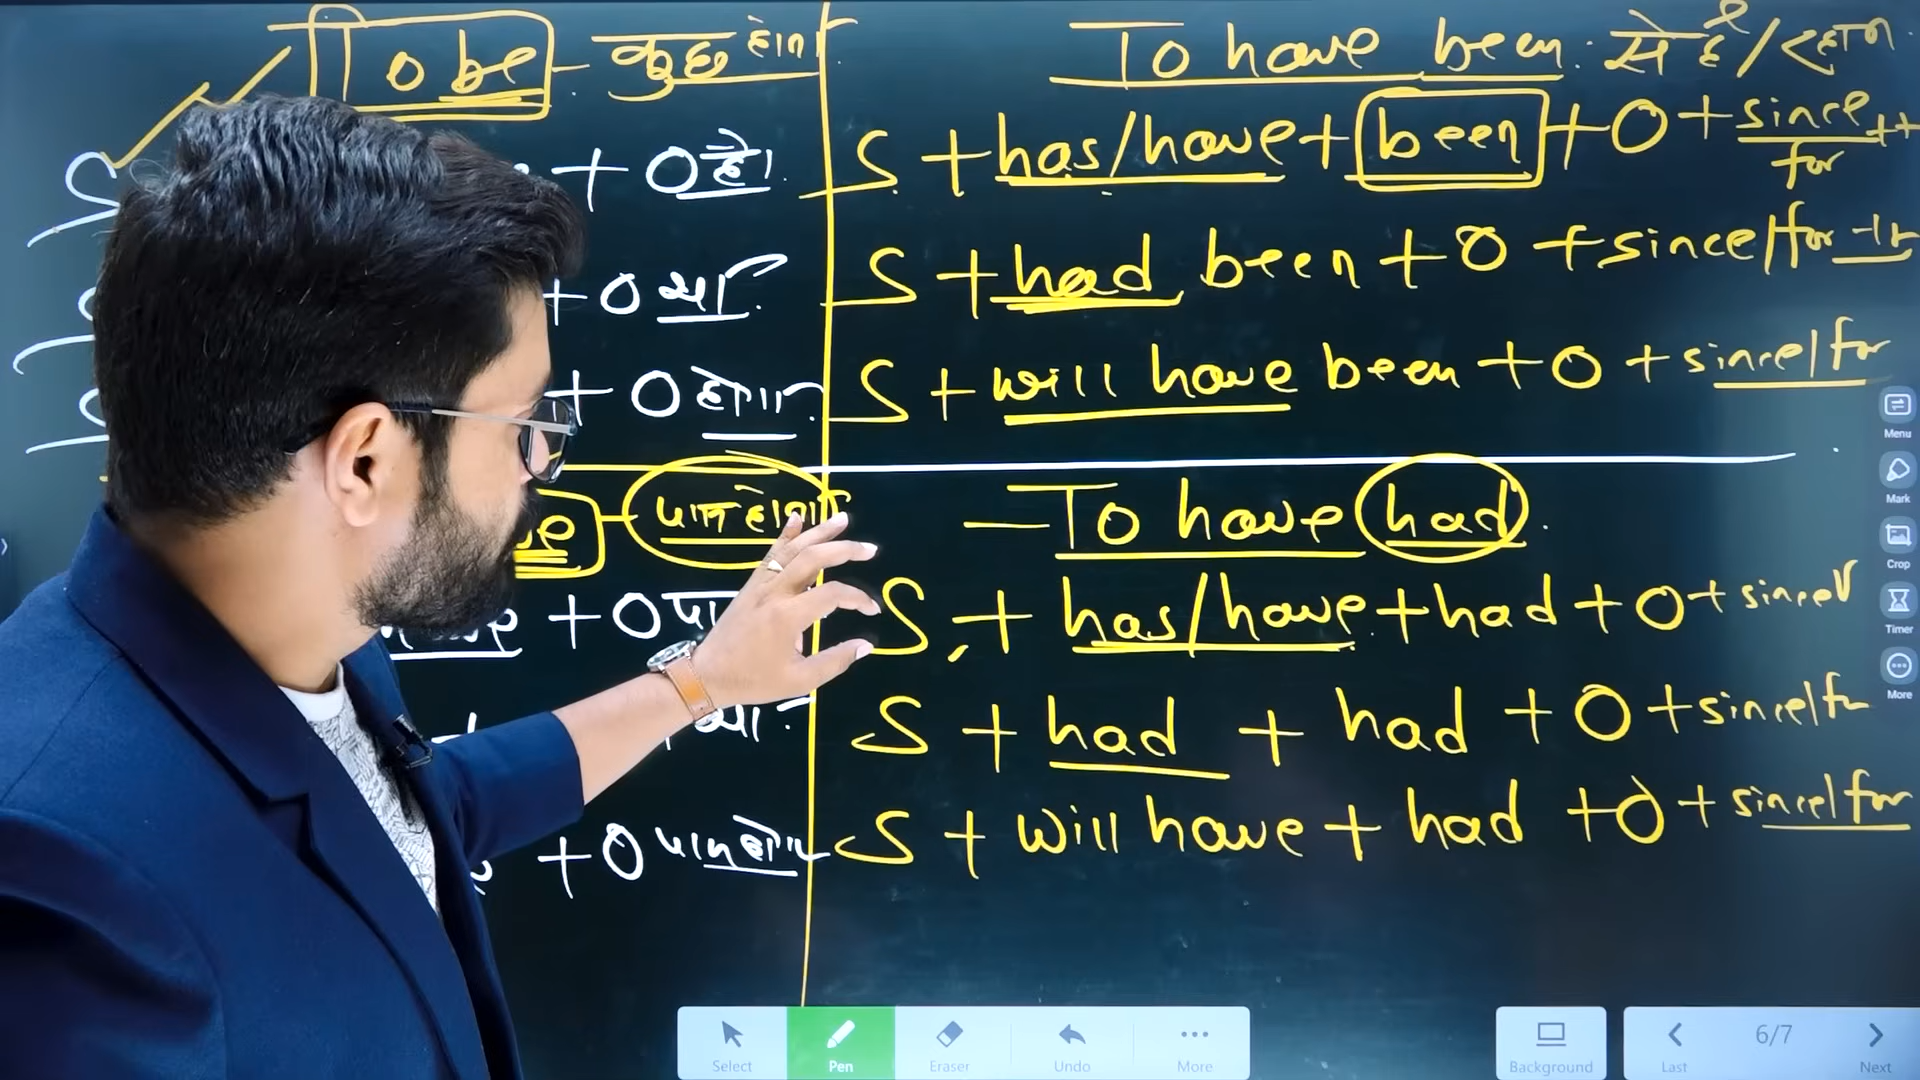 To be - कुछ होना
+ O है।
+ O था
+ O होगा
पास होना
+ O
+ O पास होगा
To have been : से है / रहा
S + has/have + been + O + since/for ++
S + had been + O + since/for
S + will have been + O + since/for
To have had.
S + has/have + had + O + since
S + had + had + O + since/for
S + will have + had + O + since/for
Menu
Mark
Crop
Timer
More
Select
Pen
Eraser
Undo
More
Background
Last
6/7
Next